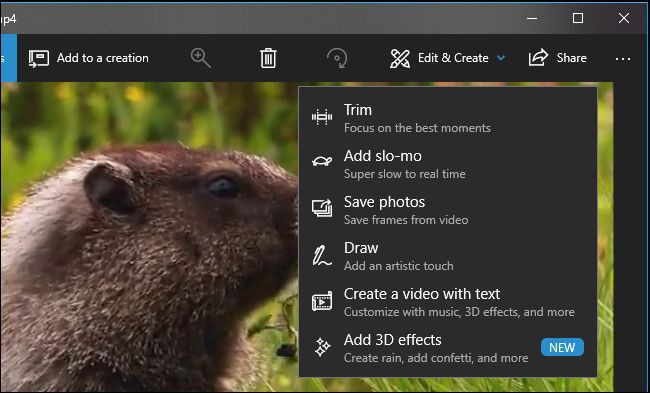 p4
s
Add to a creation
Edit & Create
Share
Trim
Focus on the best moments
Add slo-mo
Super slow to real time
Save photos
Save frames from video
Draw
Add an artistic touch
Create a video with text
Customize with music, 3D effects, and more
Add 3D effects
Create rain, add confetti, and more
NEW